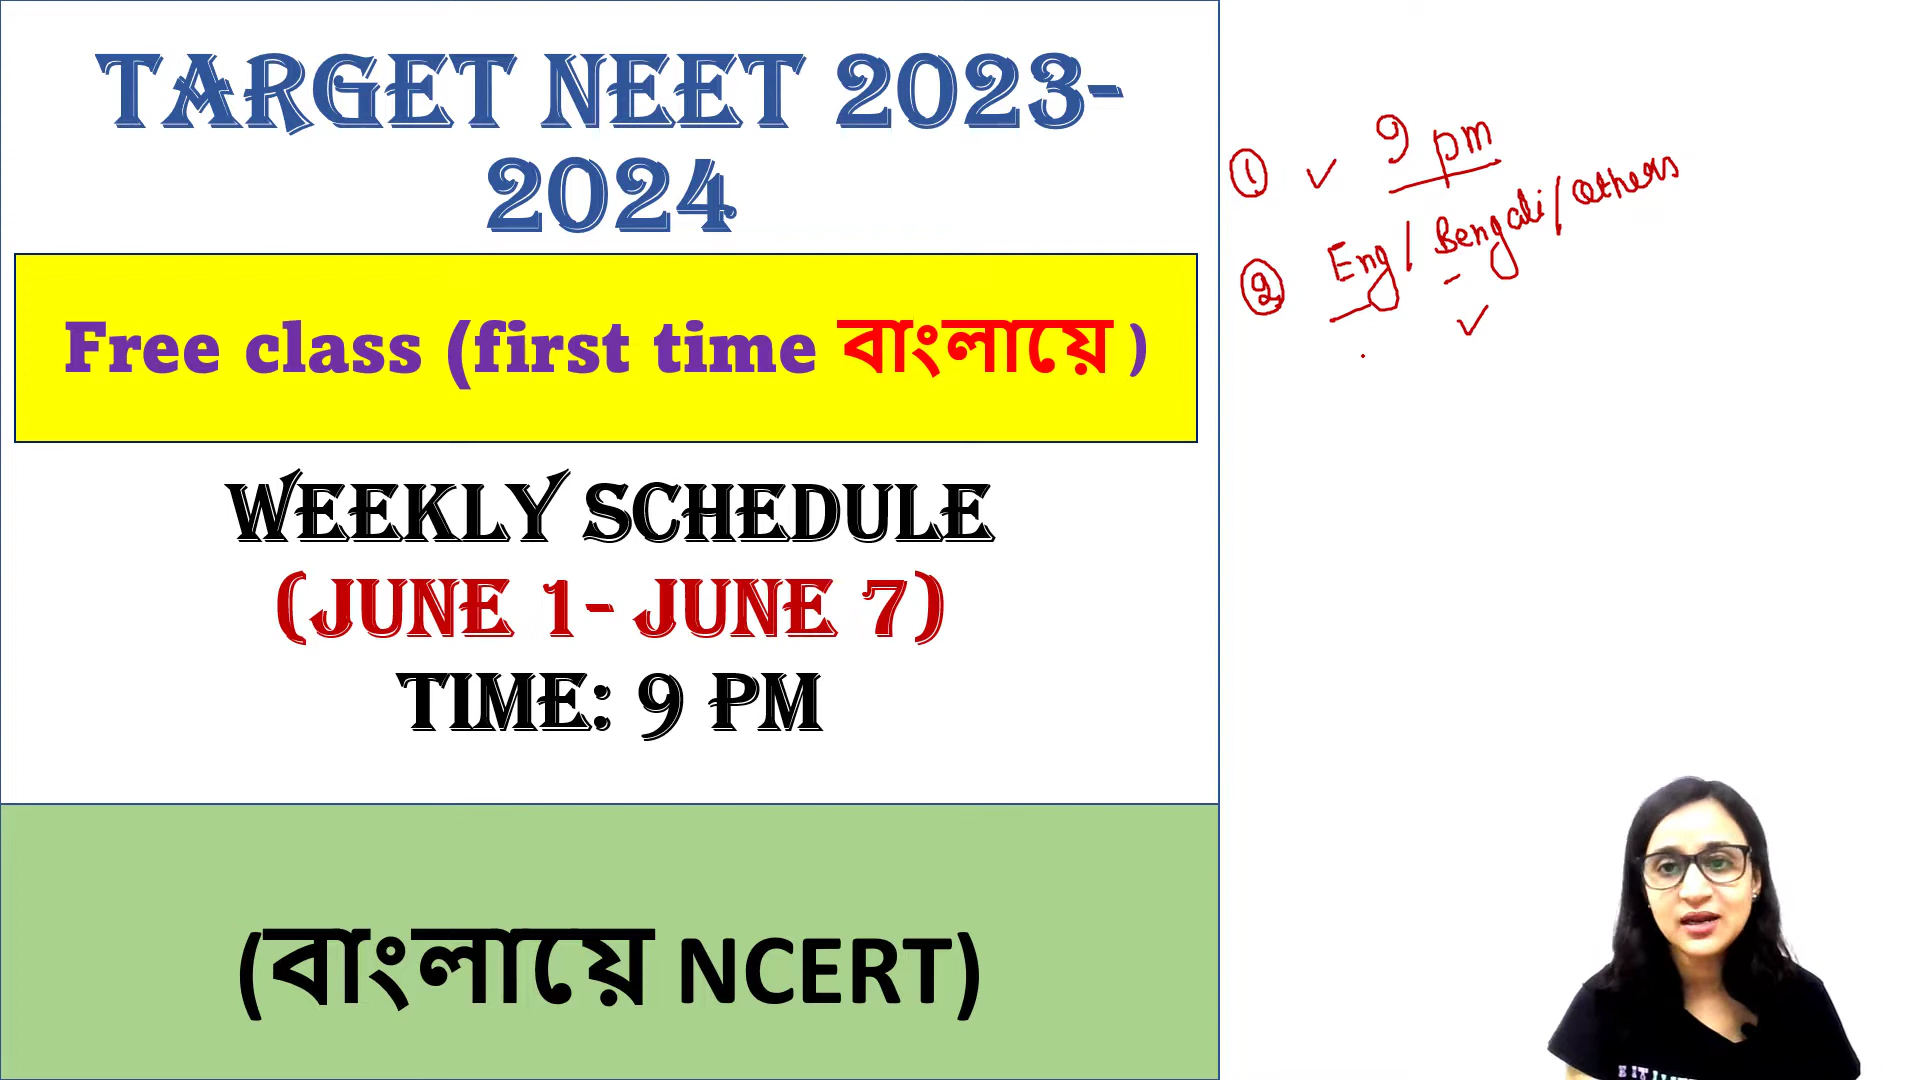 TARGET NEET 2023-
2024
Free class (first time বাংলায়ে )
WEEKLY SCHEDULE
(JUNE 1- JUNE 7)
TIME: 9 PM
(বাংলায়ে NCERT)
① ✓ 9 pm
② Eng / Bengali / Others
✓